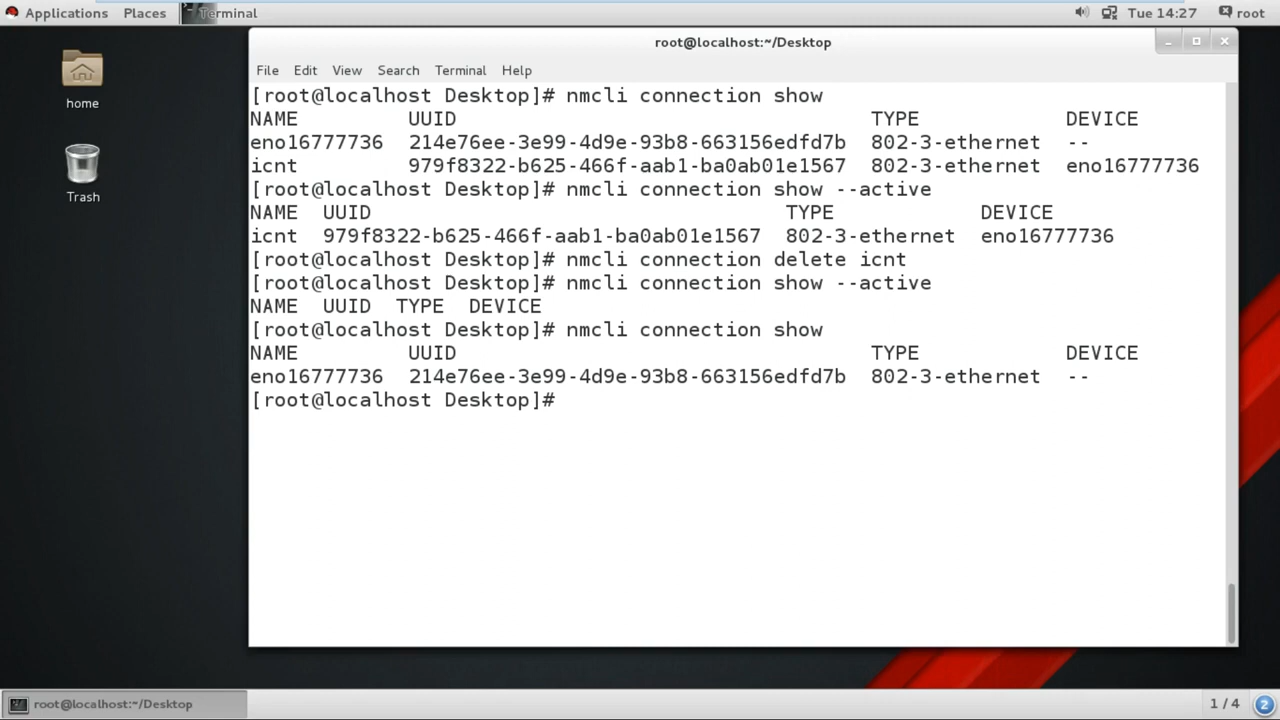 Applications Places Terminal Tue 14:27 root
root@localhost:~/Desktop
File Edit View Search Terminal Help
home
Trash
[root@localhost Desktop]# nmcli connection show
NAME UUID TYPE DEVICE
eno16777736 214e76ee-3e99-4d9e-93b8-663156edfd7b 802-3-ethernet --
icnt 979f8322-b625-466f-aab1-ba0ab01e1567 802-3-ethernet eno16777736
[root@localhost Desktop]# nmcli connection show --active
NAME UUID TYPE DEVICE
icnt 979f8322-b625-466f-aab1-ba0ab01e1567 802-3-ethernet eno16777736
[root@localhost Desktop]# nmcli connection delete icnt
[root@localhost Desktop]# nmcli connection show --active
NAME UUID TYPE DEVICE
[root@localhost Desktop]# nmcli connection show
NAME UUID TYPE DEVICE
eno16777736 214e76ee-3e99-4d9e-93b8-663156edfd7b 802-3-ethernet --
[root@localhost Desktop]#
root@localhost:~/Desktop 1 / 4 2